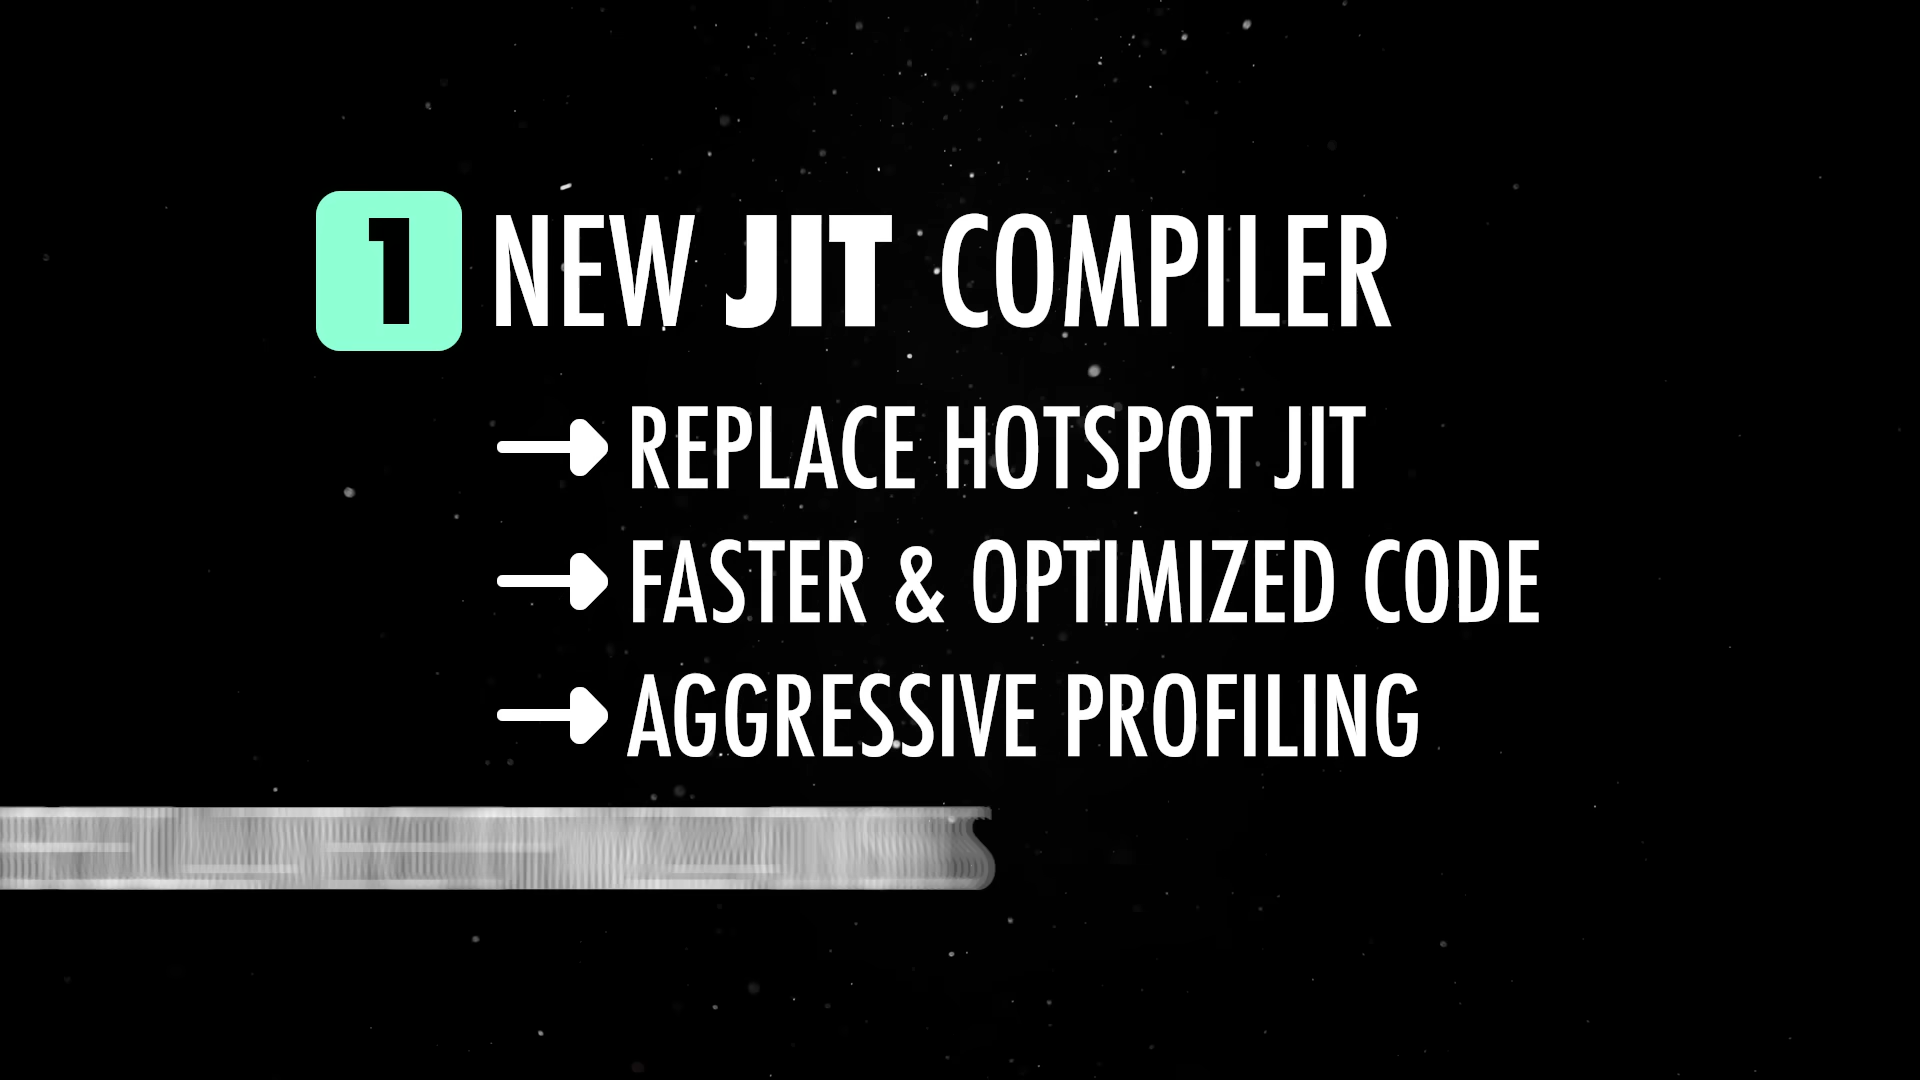 1 NEW JIT COMPILER
REPLACE HOTSPOT JIT
FASTER & OPTIMIZED CODE
AGGRESSIVE PROFILING